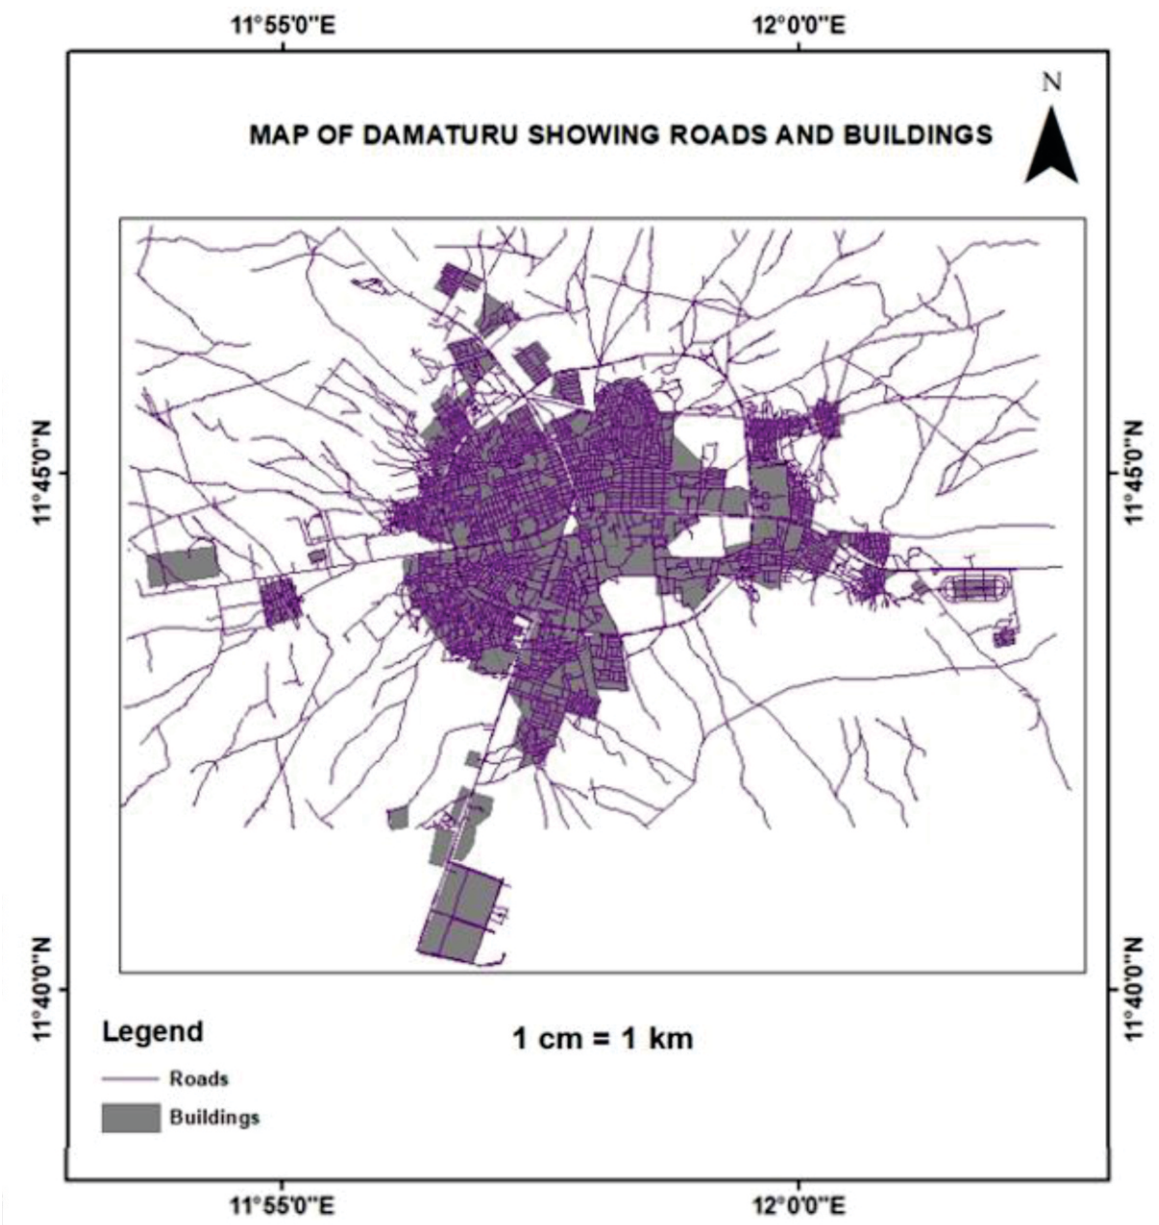 11°55'0"E 12°0'0"E
N
MAP OF DAMATURU SHOWING ROADS AND BUILDINGS
11°45'0"N 11°45'0"N
11°40'0"N 11°40'0"N
Legend
1 cm = 1 km
Roads
Buildings
11°55'0"E 12°0'0"E